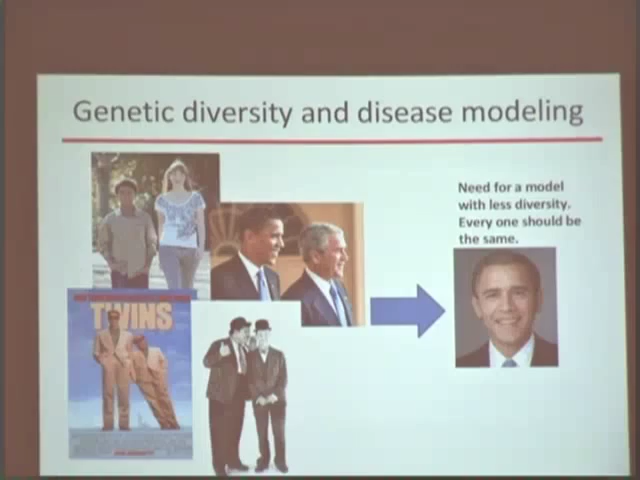 Genetic diversity and disease modeling
Need for a model
with less diversity.
Every one should be
the same.
TWINS